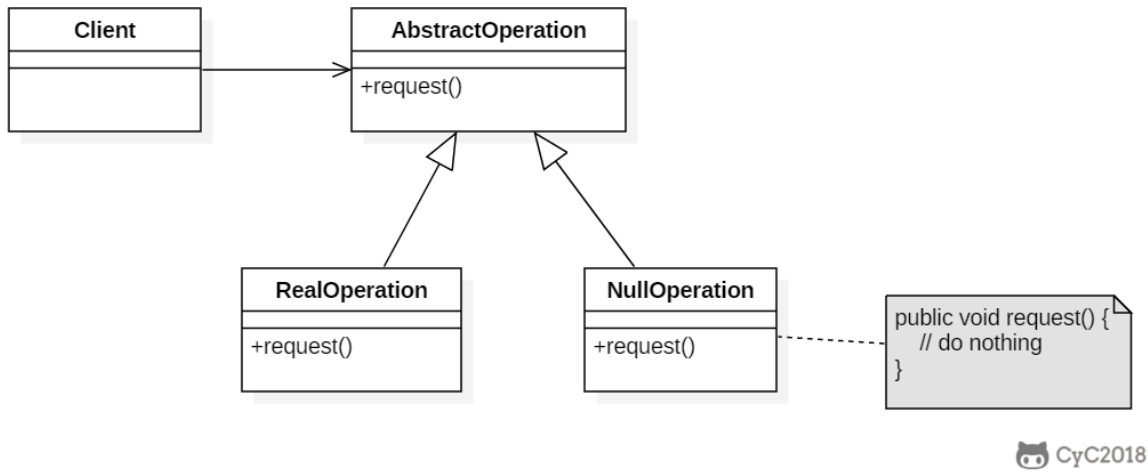 Client
AbstractOperation
+request()
RealOperation
+request()
NullOperation
+request()
public void request() {
// do nothing
}
CyC2018